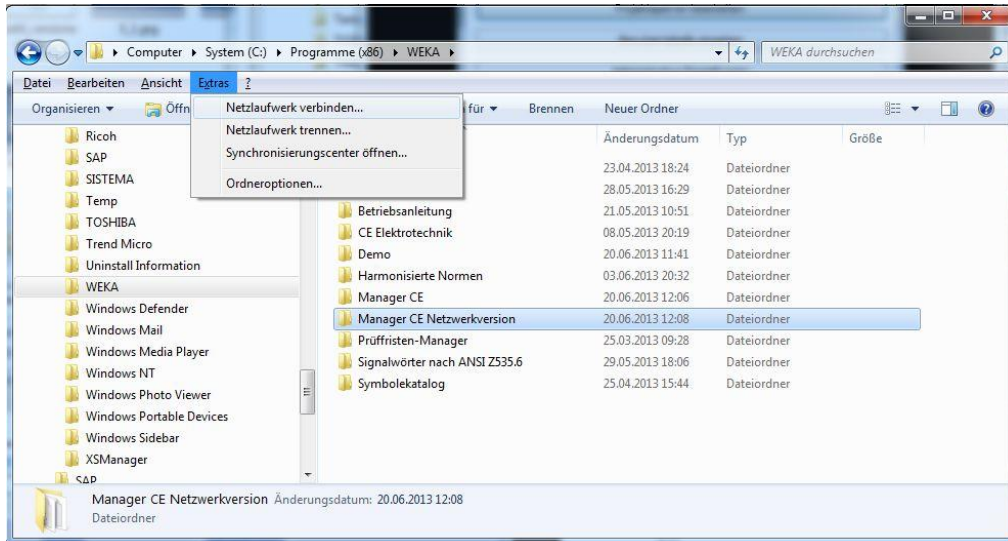 Computer ▸ System (C:) ▸ Programme (x86) ▸ WEKA ▸
WEKA durchsuchen
Datei Bearbeiten Ansicht Extras ?
Organisieren Öffn für Brennen Neuer Ordner
Netzlaufwerk verbinden...
Netzlaufwerk trennen...
Synchronisierungscenter öffnen...
Ordneroptionen...
Ricoh
SAP
SISTEMA
Temp
TOSHIBA
Trend Micro
Uninstall Information
WEKA
Windows Defender
Windows Mail
Windows Media Player
Windows NT
Windows Photo Viewer
Windows Portable Devices
Windows Sidebar
XSManager
SAP
Änderungsdatum Typ Größe
23.04.2013 18:24 Dateiordner
28.05.2013 16:29 Dateiordner
Betriebsanleitung 21.05.2013 10:51 Dateiordner
CE Elektrotechnik 08.05.2013 20:19 Dateiordner
Demo 20.06.2013 11:41 Dateiordner
Harmonisierte Normen 03.06.2013 20:32 Dateiordner
Manager CE 20.06.2013 12:06 Dateiordner
Manager CE Netzwerkversion 20.06.2013 12:08 Dateiordner
Prüffristen-Manager 25.03.2013 09:28 Dateiordner
Signalwörter nach ANSI Z535.6 29.05.2013 18:06 Dateiordner
Symbolekatalog 25.04.2013 15:44 Dateiordner
Manager CE Netzwerkversion Änderungsdatum: 20.06.2013 12:08
Dateiordner